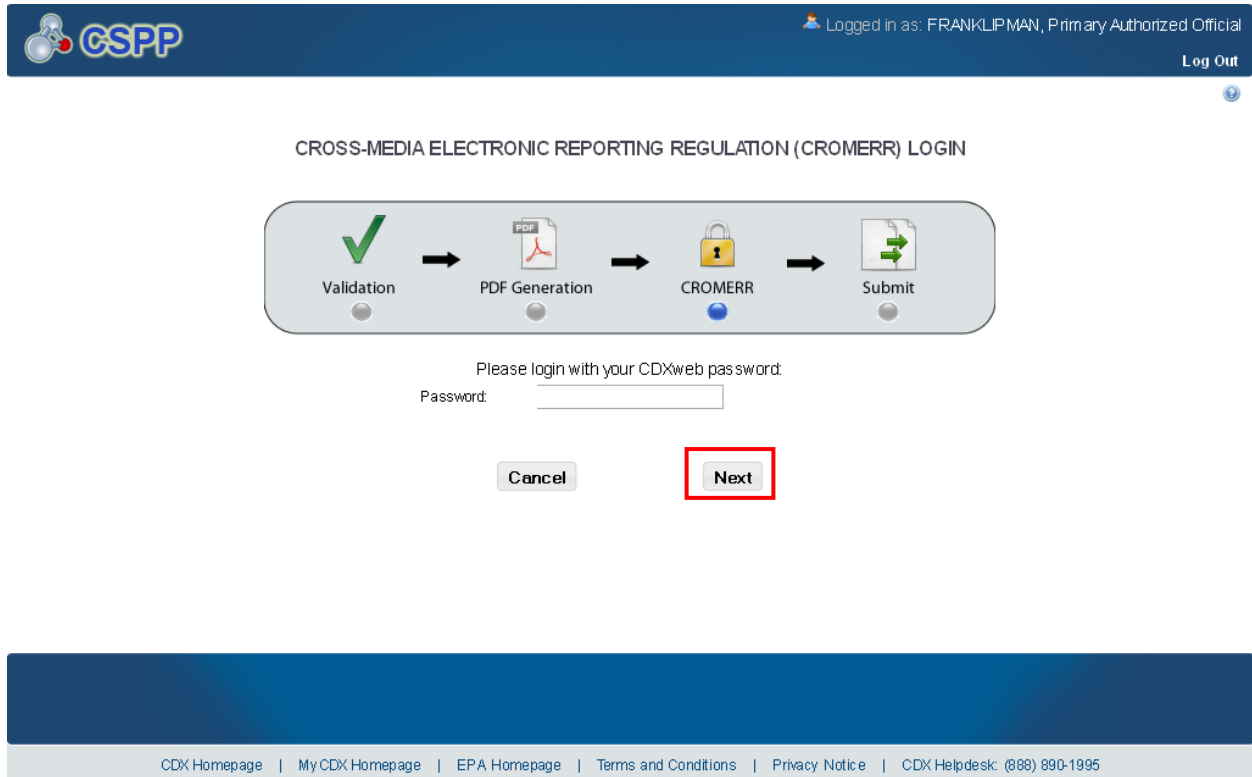 CSPP
Logged in as: FRANKLIPMAN, Primary Authorized Official
Log Out
CROSS-MEDIA ELECTRONIC REPORTING REGULATION (CROMERR) LOGIN
PDF
Validation PDF Generation CROMERR Submit
Please login with your CDXweb password:
Password:
Cancel Next
CDX Homepage | MyCDX Homepage | EPA Homepage | Terms and Conditions | Privacy Notice | CDX Helpdesk: (888) 890-1995